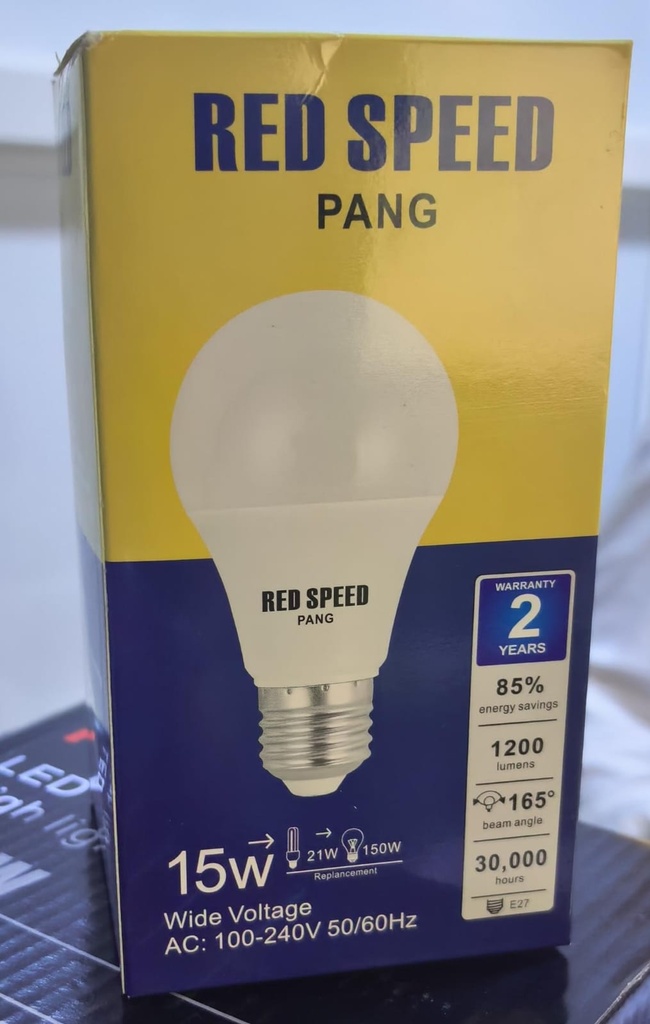 RED SPEED
PANG
RED SPEED
PANG
WARRANTY
2
YEARS
85%
energy savings
1200
lumens
165°
beam angle
30,000
hours
E27
15W → 21W → 150W
Replancement
Wide Voltage
AC: 100-240V 50/60Hz
LED